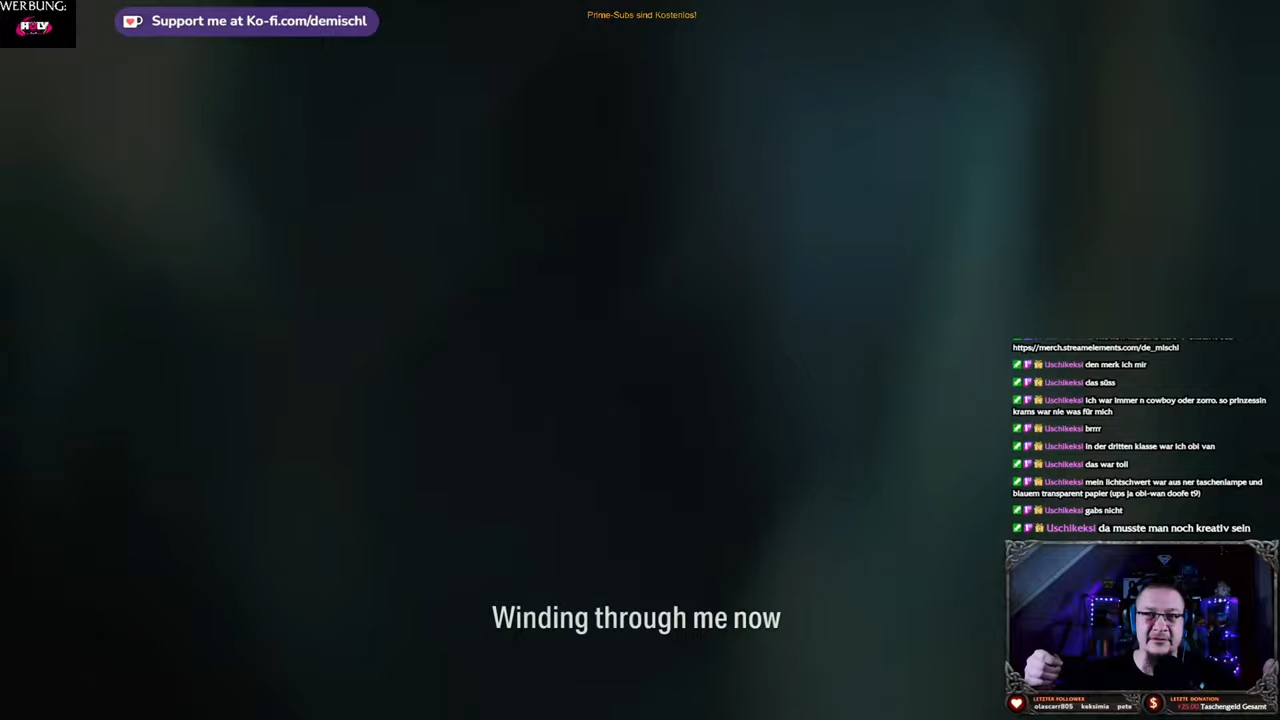 WERBUNG:
HOLY
Support me at Ko-fi.com/demischl
Prime-Subs sind Kostenlos!
https://merch.streamelements.com/de_mischl
Uschikeksi den merk ich mir
Uschikeksi das süss
Uschikeksi ich war immer n cowboy oder zorro. so prinzessin
krams war nie was für mich
Uschikeksi brrrr
Uschikeksi in der dritten klasse war ich obi van
Uschikeksi das war toll
Uschikeksi mein lichtschwert war aus ner taschenlampe und
blauem transparent papier (ups ja obi-wan doofe t9)
Uschikeksi gabs nicht
Uschikeksi da musste man noch kreativ sein
Winding through me now
LETZTER FOLLOWER
olascarr805 keksimia pete
LETZTE DONATION
Taschengeld Gesamt